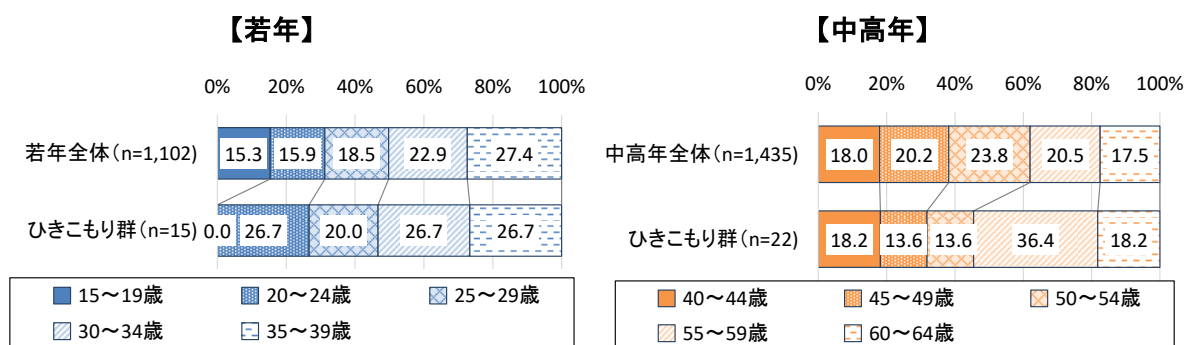 【若年】
0% 20% 40% 60% 80% 100%
若年全体(n=1,102) 15.3 15.9 18.5 22.9 27.4
ひきこもり群(n=15) 0.0 26.7 20.0 26.7 26.7
15～19歳 20～24歳 25～29歳
30～34歳 35～39歳
【中高年】
0% 20% 40% 60% 80% 100%
中高年全体(n=1,435) 18.0 20.2 23.8 20.5 17.5
ひきこもり群(n=22) 18.2 13.6 13.6 36.4 18.2
40～44歳 45～49歳 50～54歳
55～59歳 60～64歳